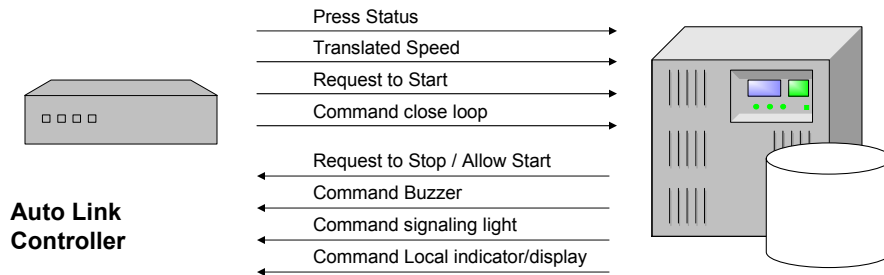 Press Status
Translated Speed
Request to Start
Command close loop
Request to Stop / Allow Start
Command Buzzer
Command signaling light
Command Local indicator/display
Auto Link
Controller